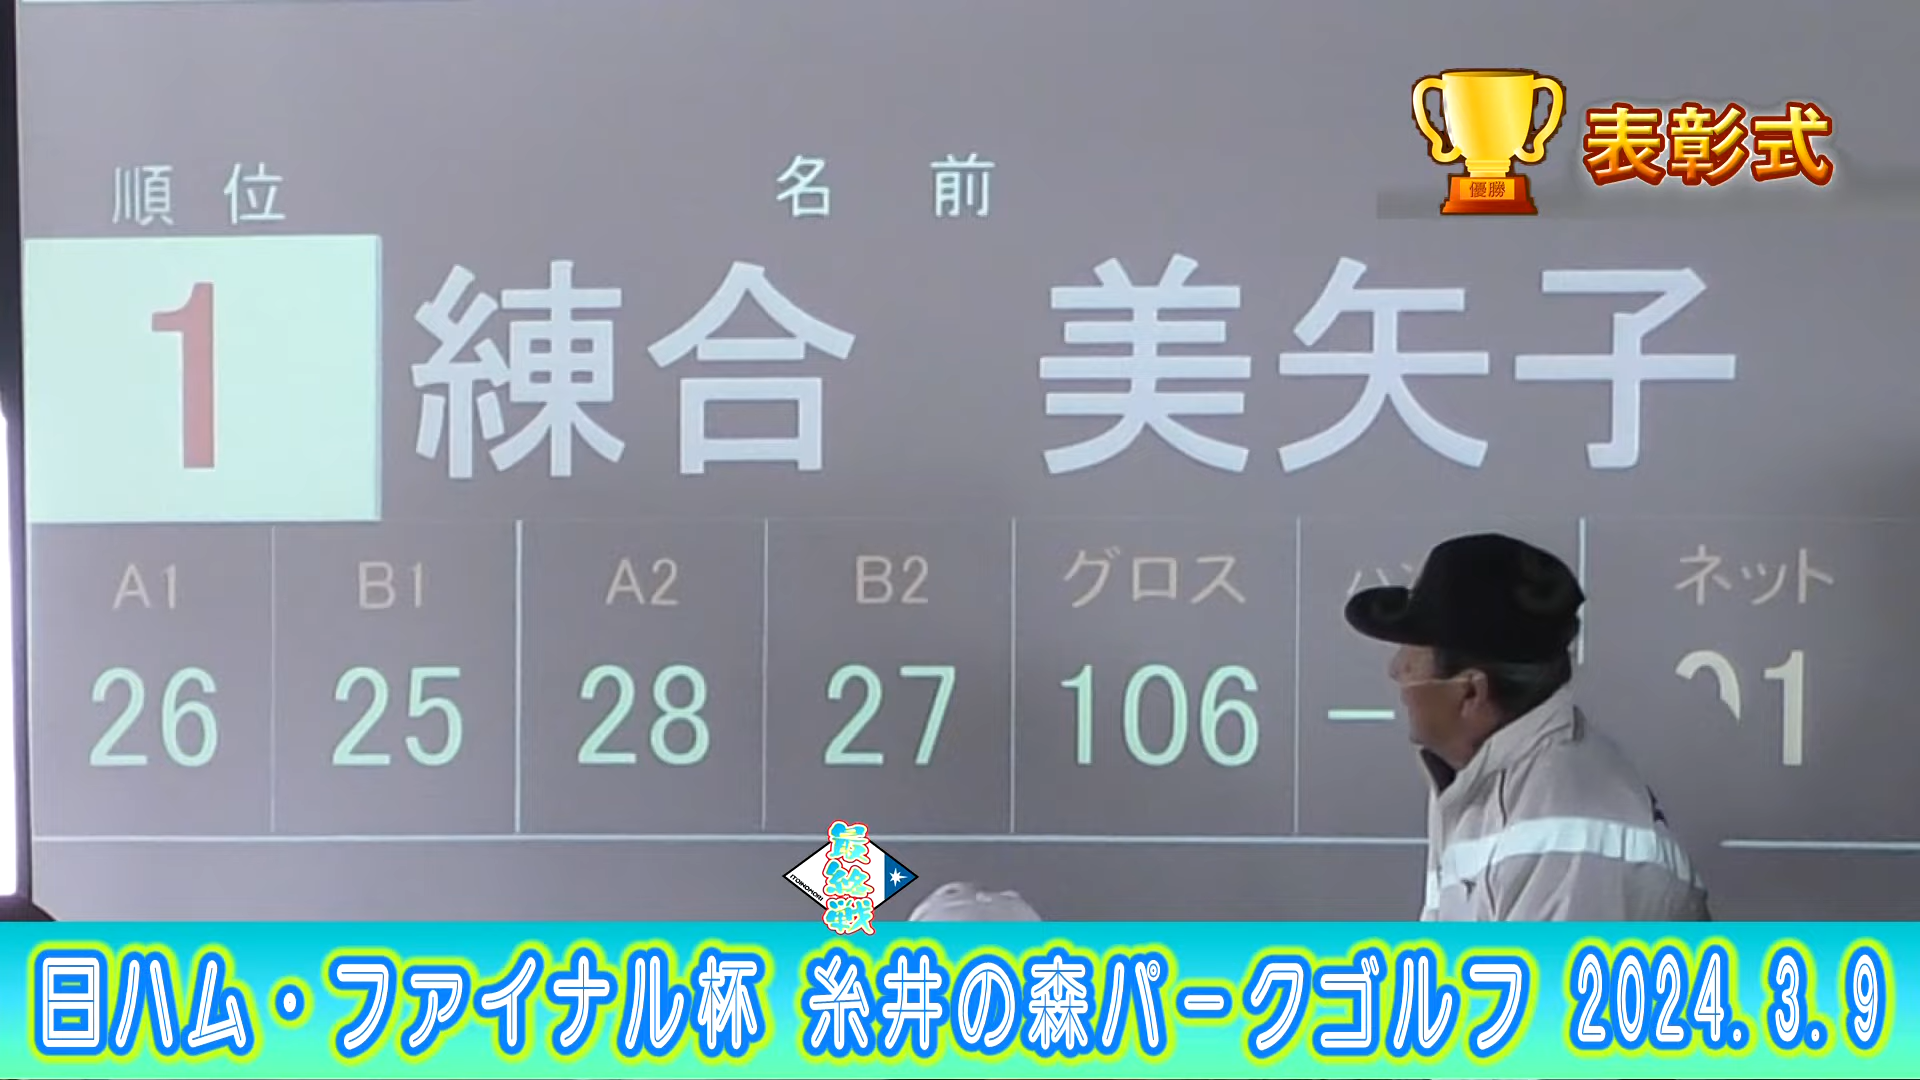 表彰式
優勝
順位 名前
1 練合 美矢子
A1 B1 A2 B2 グロス ネット
26 25 28 27 106
最終戦
ITOINOMORI
日ハム・ファイナル杯 糸井の森パークゴルフ 2024.3.9